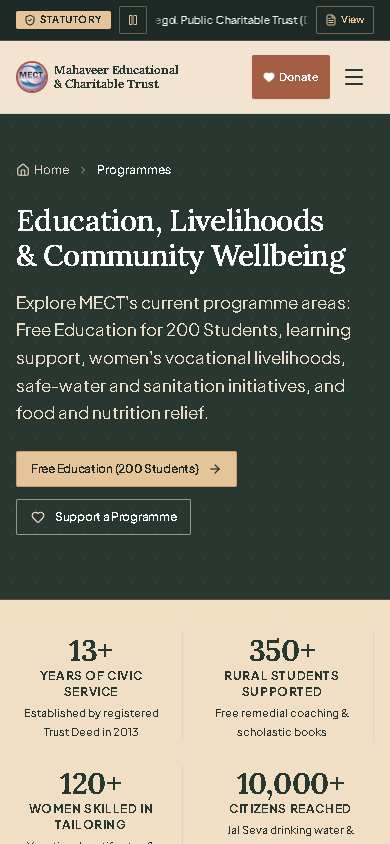 STATUTORY
Public Charitable Trust
View
MECT
Mahaveer Educational
& Charitable Trust
Donate
Home
Programmes
Education, Livelihoods
& Community Wellbeing
Explore MECT's current programme areas:
Free Education for 200 Students, learning
support, women's vocational livelihoods,
safe-water and sanitation initiatives, and
food and nutrition relief.
Free Education (200 Students)
Support a Programme
13+
350+
YEARS OF CIVIC
SERVICE
RURAL STUDENTS
SUPPORTED
Established by registered
Trust Deed in 2013
Free remedial coaching &
scholastic books
120+
10,000+
WOMEN SKILLED IN
TAILORING
CITIZENS REACHED
Jal Seva drinking water &